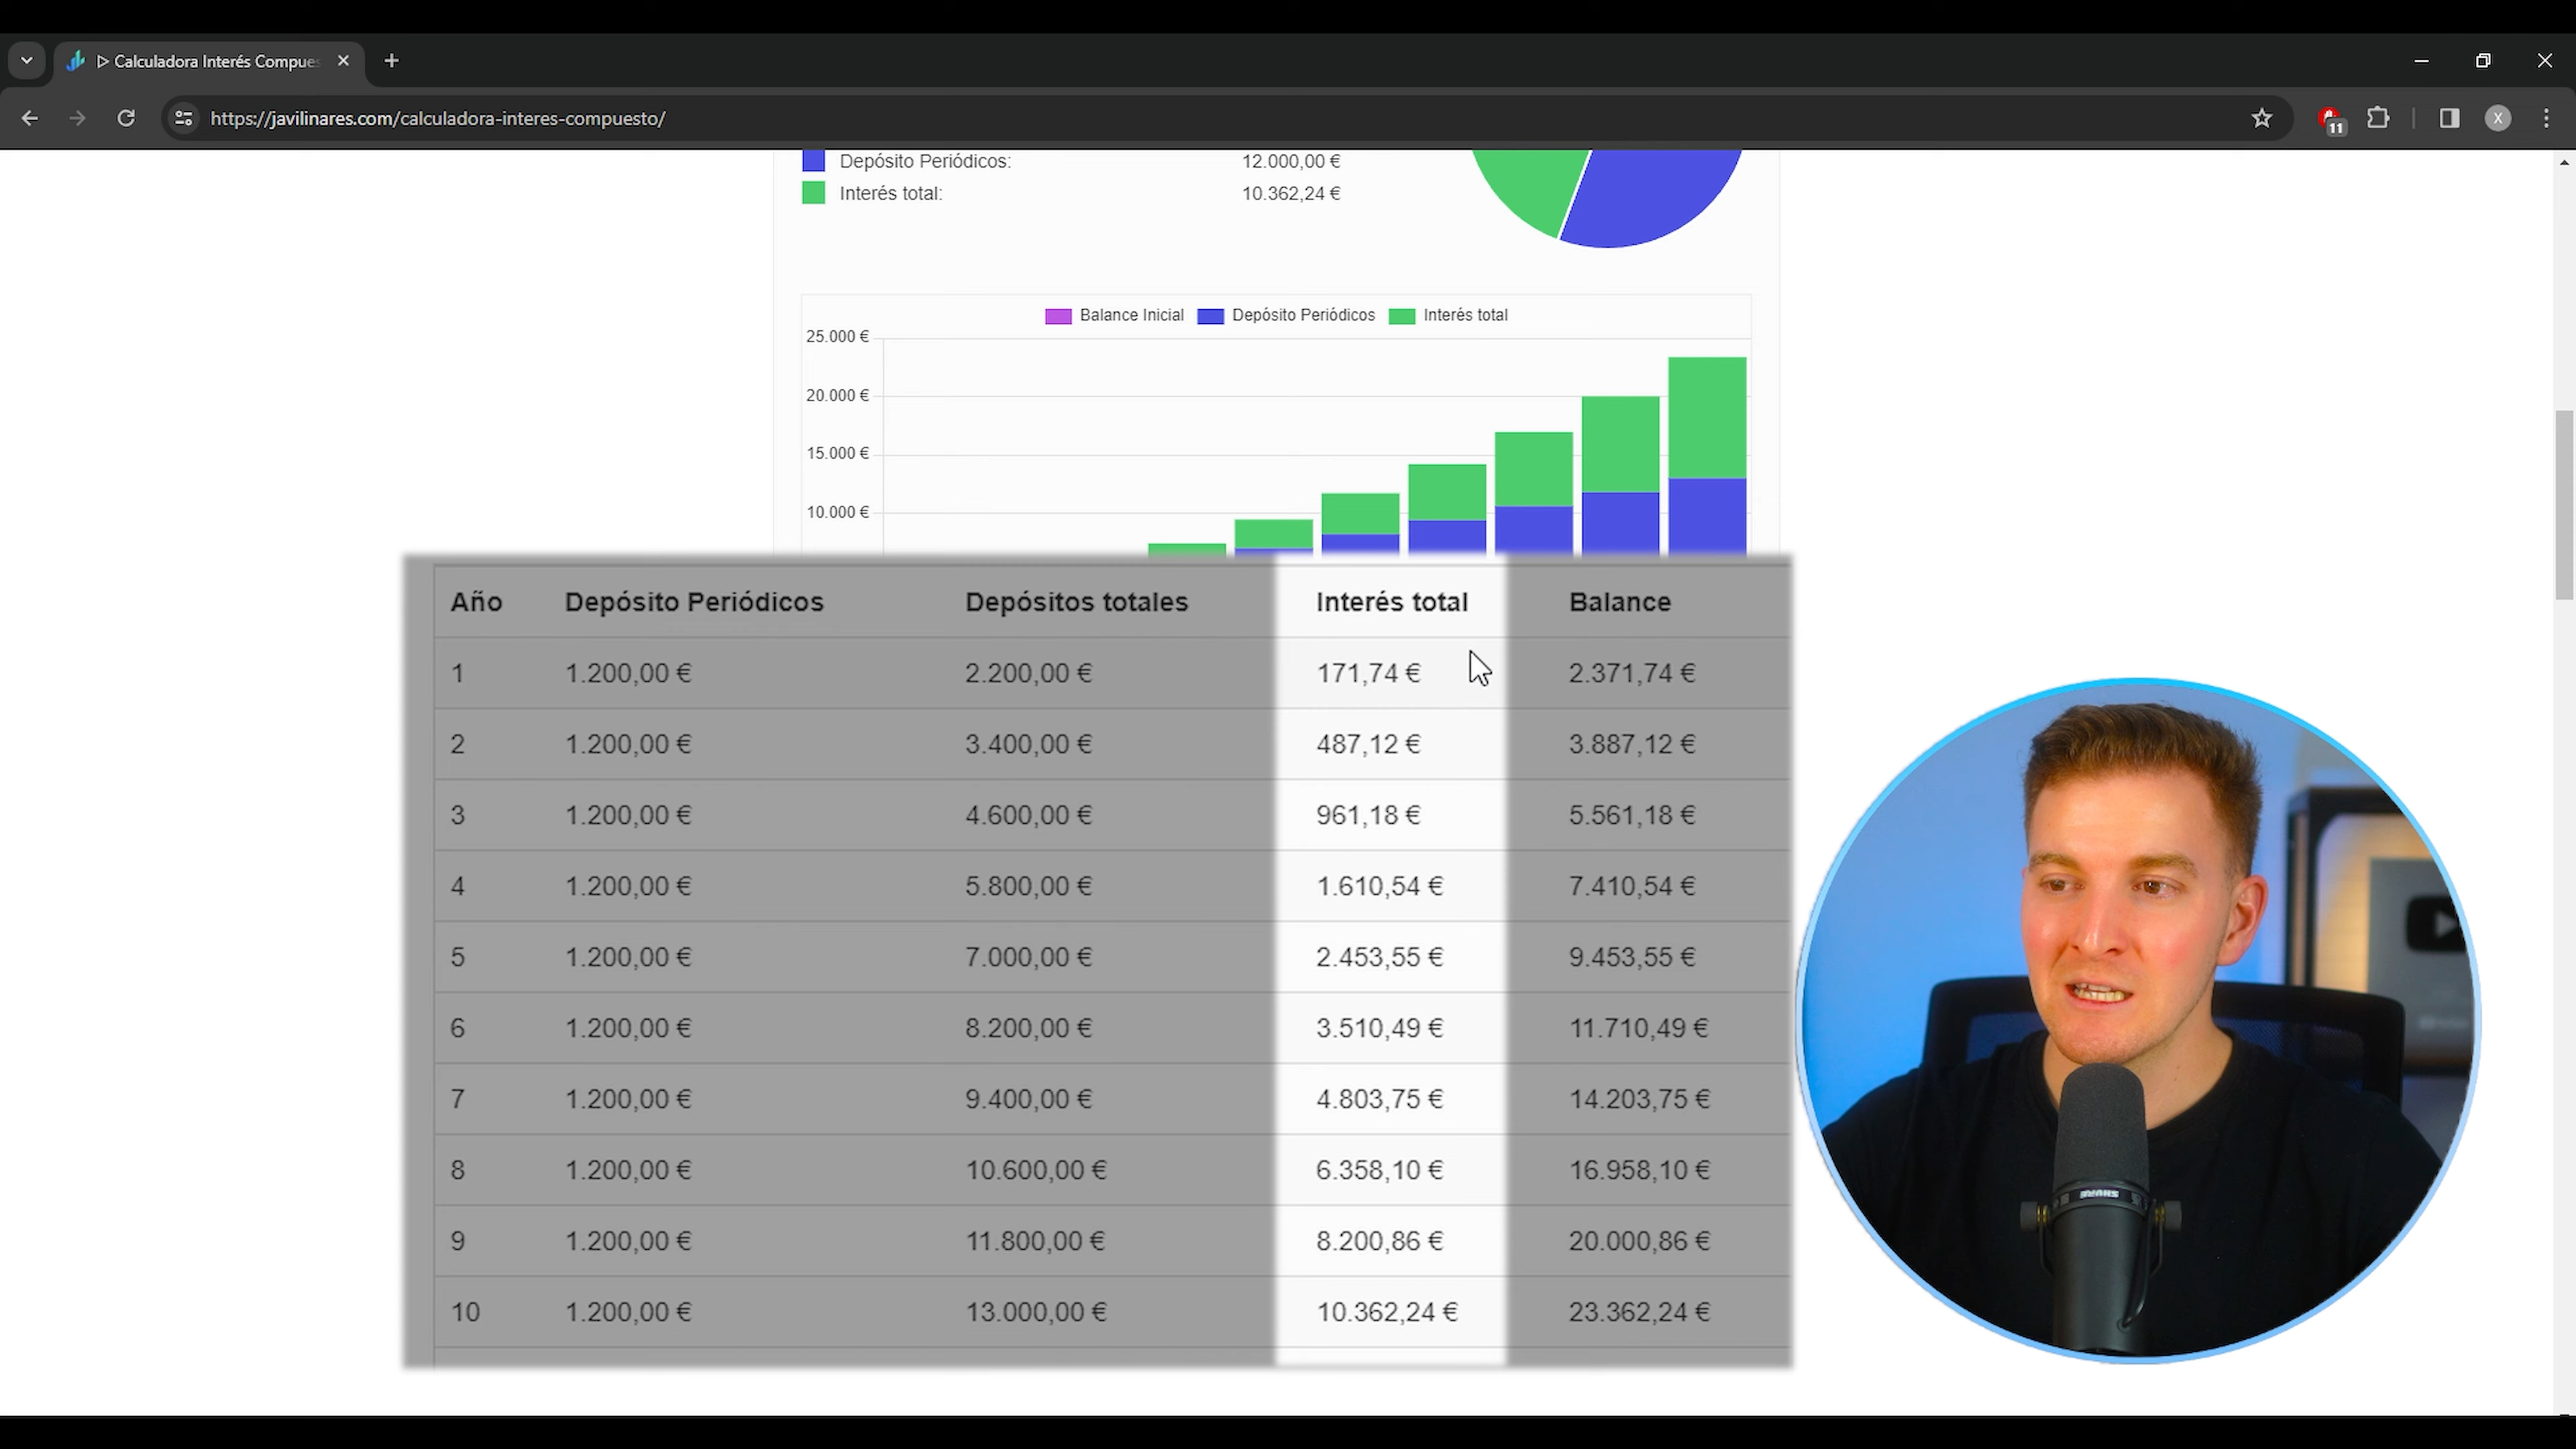 ▷ Calculadora Interés Compues
https://javilinares.com/calculadora-interes-compuesto/
11
X
Depósito Periódicos: 12.000,00 €
Interés total: 10.362,24 €
Balance Inicial Depósito Periódicos Interés total
25.000 €
20.000 €
15.000 €
10.000 €
Año Depósito Periódicos Depósitos totales Interés total Balance
1 1.200,00 € 2.200,00 € 171,74 € 2.371,74 €
2 1.200,00 € 3.400,00 € 487,12 € 3.887,12 €
3 1.200,00 € 4.600,00 € 961,18 € 5.561,18 €
4 1.200,00 € 5.800,00 € 1.610,54 € 7.410,54 €
5 1.200,00 € 7.000,00 € 2.453,55 € 9.453,55 €
6 1.200,00 € 8.200,00 € 3.510,49 € 11.710,49 €
7 1.200,00 € 9.400,00 € 4.803,75 € 14.203,75 €
8 1.200,00 € 10.600,00 € 6.358,10 € 16.958,10 €
9 1.200,00 € 11.800,00 € 8.200,86 € 20.000,86 €
10 1.200,00 € 13.000,00 € 10.362,24 € 23.362,24 €
SHURE